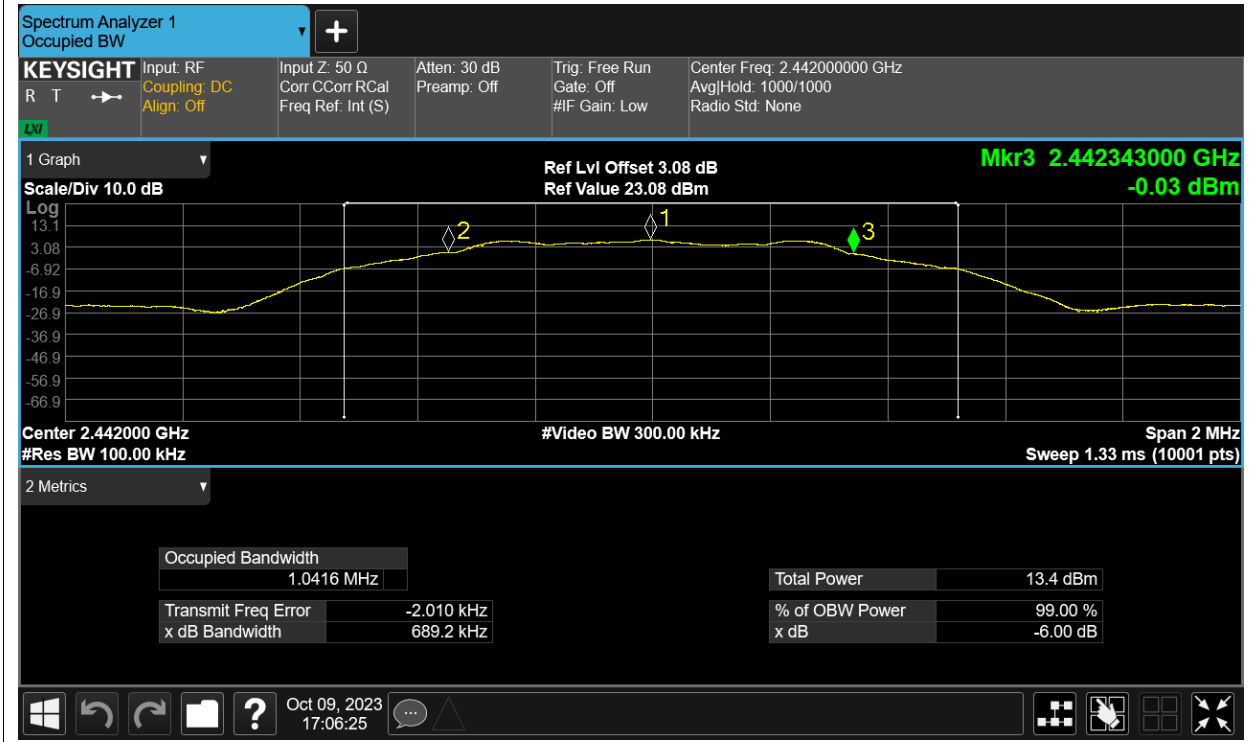 Spectrum Analyzer 1
Occupied BW
KEYSIGHT
R T
LXI
Input: RF
Coupling: DC
Align: Off
Input Z: 50 Ω
Corr CCorr RCal
Freq Ref: Int (S)
Atten: 30 dB
Preamp: Off
Trig: Free Run
Gate: Off
#IF Gain: Low
Center Freq: 2.442000000 GHz
Avg|Hold: 1000/1000
Radio Std: None
1 Graph
Scale/Div 10.0 dB
Ref Lvl Offset 3.08 dB
Ref Value 23.08 dBm
Mkr3 2.442343000 GHz
-0.03 dBm
Log
13.1
3.08
-6.92
-16.9
-26.9
-36.9
-46.9
-56.9
-66.9
2
1
3
Center 2.442000 GHz
#Video BW 300.00 kHz
Span 2 MHz
#Res BW 100.00 kHz
Sweep 1.33 ms (10001 pts)
2 Metrics
Occupied Bandwidth
1.0416 MHz
Total Power 13.4 dBm
Transmit Freq Error -2.010 kHz
% of OBW Power 99.00 %
x dB Bandwidth 689.2 kHz
x dB -6.00 dB
?
Oct 09, 2023
17:06:25